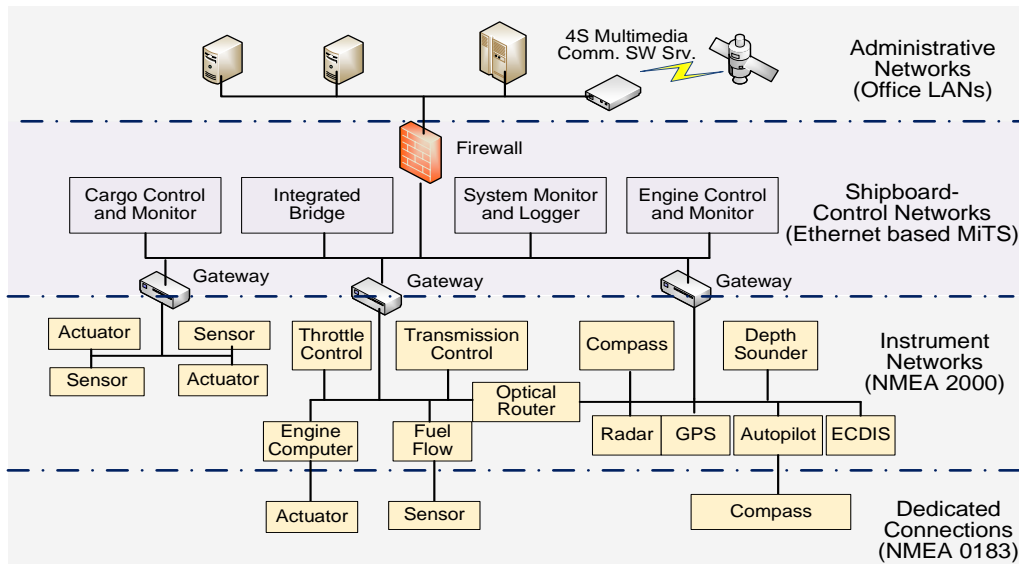 4S Multimedia
Comm. SW Srv.
Administrative
Networks
(Office LANs)
Firewall
Cargo Control
and Monitor
Integrated
Bridge
System Monitor
and Logger
Engine Control
and Monitor
Shipboard-
Control Networks
(Ethernet based MiTS)
Gateway
Gateway
Gateway
Actuator
Sensor
Sensor
Actuator
Throttle
Control
Transmission
Control
Compass
Depth
Sounder
Instrument
Networks
(NMEA 2000)
Optical
Router
Engine
Computer
Fuel
Flow
Radar
GPS
Autopilot
ECDIS
Actuator
Sensor
Compass
Dedicated
Connections
(NMEA 0183)